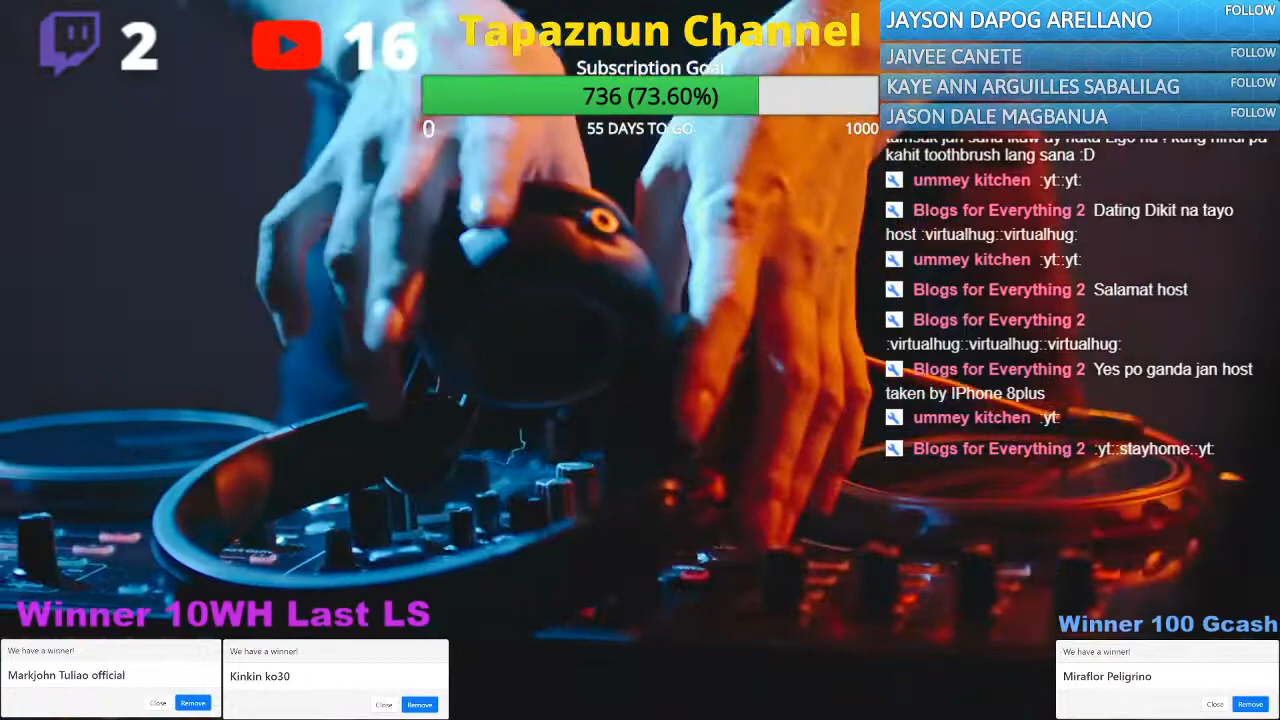 2
16
Tapaznun Channel
Subscription Goal
736 (73.60%)
0
55 DAYS TO GO
1000
JAYSON DAPOG ARELLANO FOLLOW
JAIVEE CANETE FOLLOW
KAYE ANN ARGUILLES SABALILAG FOLLOW
JASON DALE MAGBANUA FOLLOW
kahit toothbrush lang sana :D
ummey kitchen :yt::yt:
Blogs for Everything 2 Dating Dikit na tayo
host :virtualhug::virtualhug:
ummey kitchen :yt::yt:
Blogs for Everything 2 Salamat host
Blogs for Everything 2
:virtualhug::virtualhug::virtualhug:
Blogs for Everything 2 Yes po ganda jan host
taken by IPhone 8plus
ummey kitchen :yt:
Blogs for Everything 2 :yt::stayhome::yt:
Winner 10WH Last LS
We have a winner!
Markjohn Tuliao official
Close Remove
We have a winner!
Kinkin ko30
Close Remove
Winner 100 Gcash
We have a winner!
Miraflor Peligrino
Close Remove